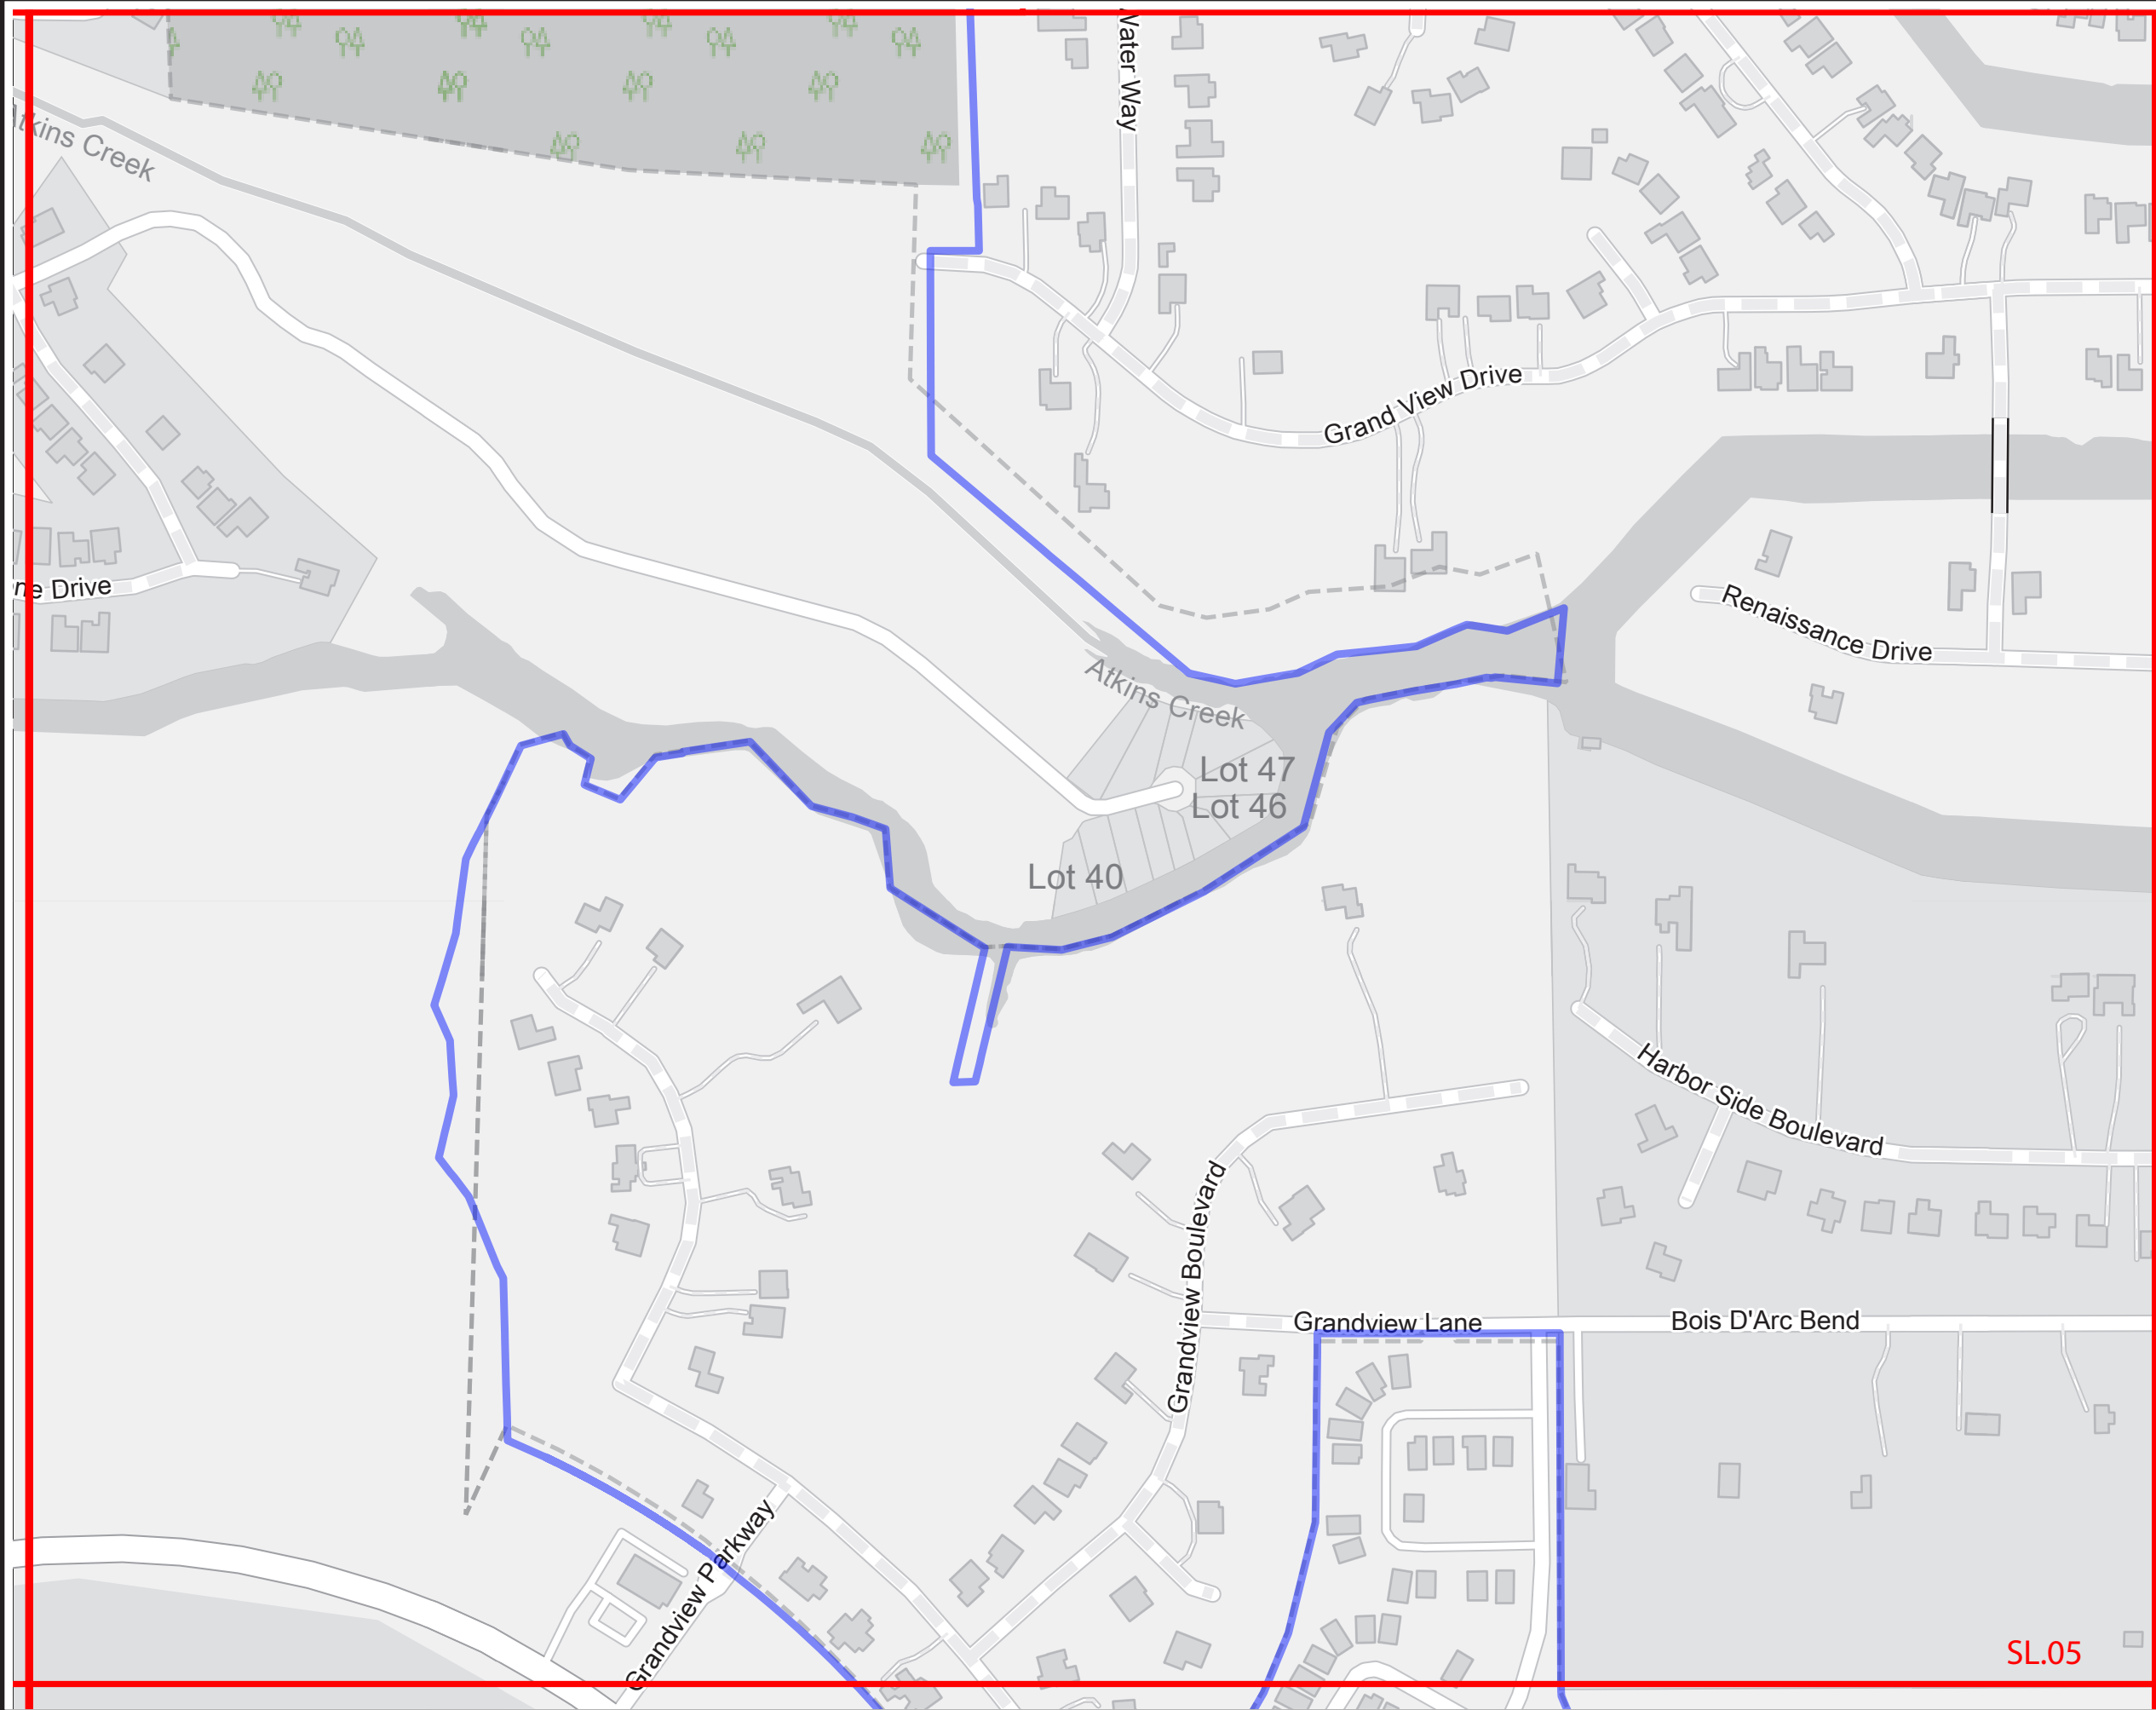 Water Way
Atkins Creek
Grand View Drive
ne Drive
Renaissance Drive
Atkins Creek
Lot 47
Lot 46
Lot 40
Harbor Side Boulevard
Grandview Boulevard
Grandview Lane
Bois D'Arc Bend
Grandview Parkway
SL.05